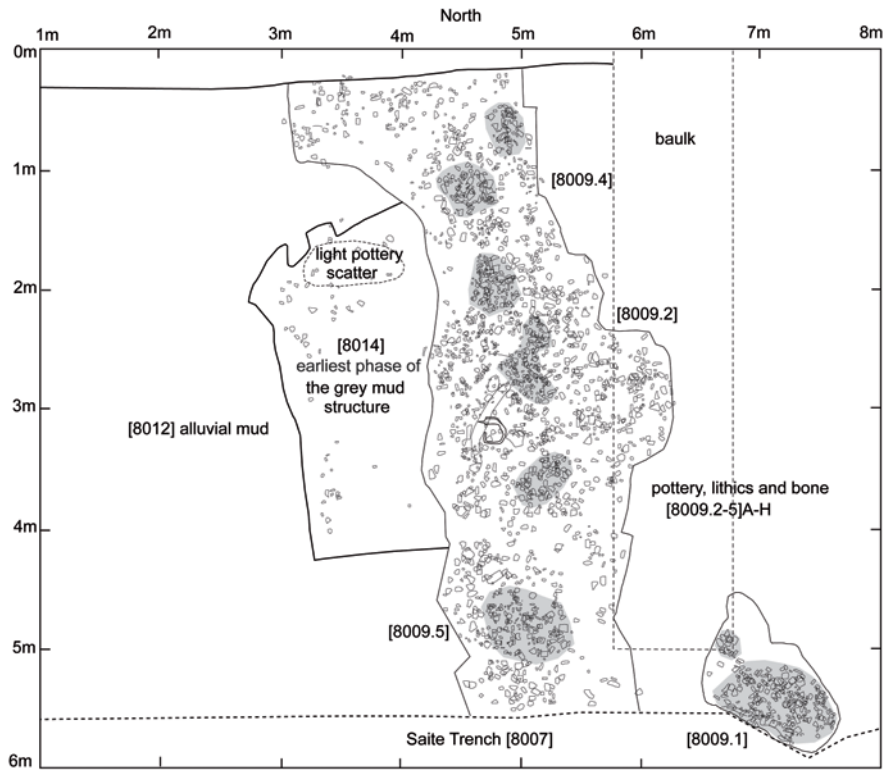 North
1m 2m 3m 4m 5m 6m 7m 8m
0m
baulk
1m
[8009.4]
light pottery
scatter
2m
[8009.2]
[8014]
earliest phase of
the grey mud
structure
3m
[8012] alluvial mud
pottery, lithics and bone
[8009.2-5]A-H
4m
[8009.5]
5m
Saite Trench [8007]
[8009.1]
6m